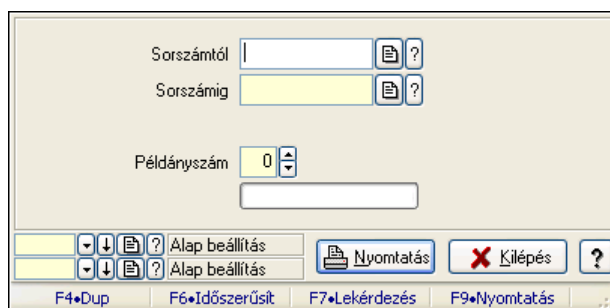 Sorszámtól ?
Sorszámig ?
Példányszám 0
? Alap beállítás
? Alap beállítás
Nyomtatás Kilépés ?
F4•Dup F6•Időszerűsít F7•Lekérdezés F9•Nyomtatás